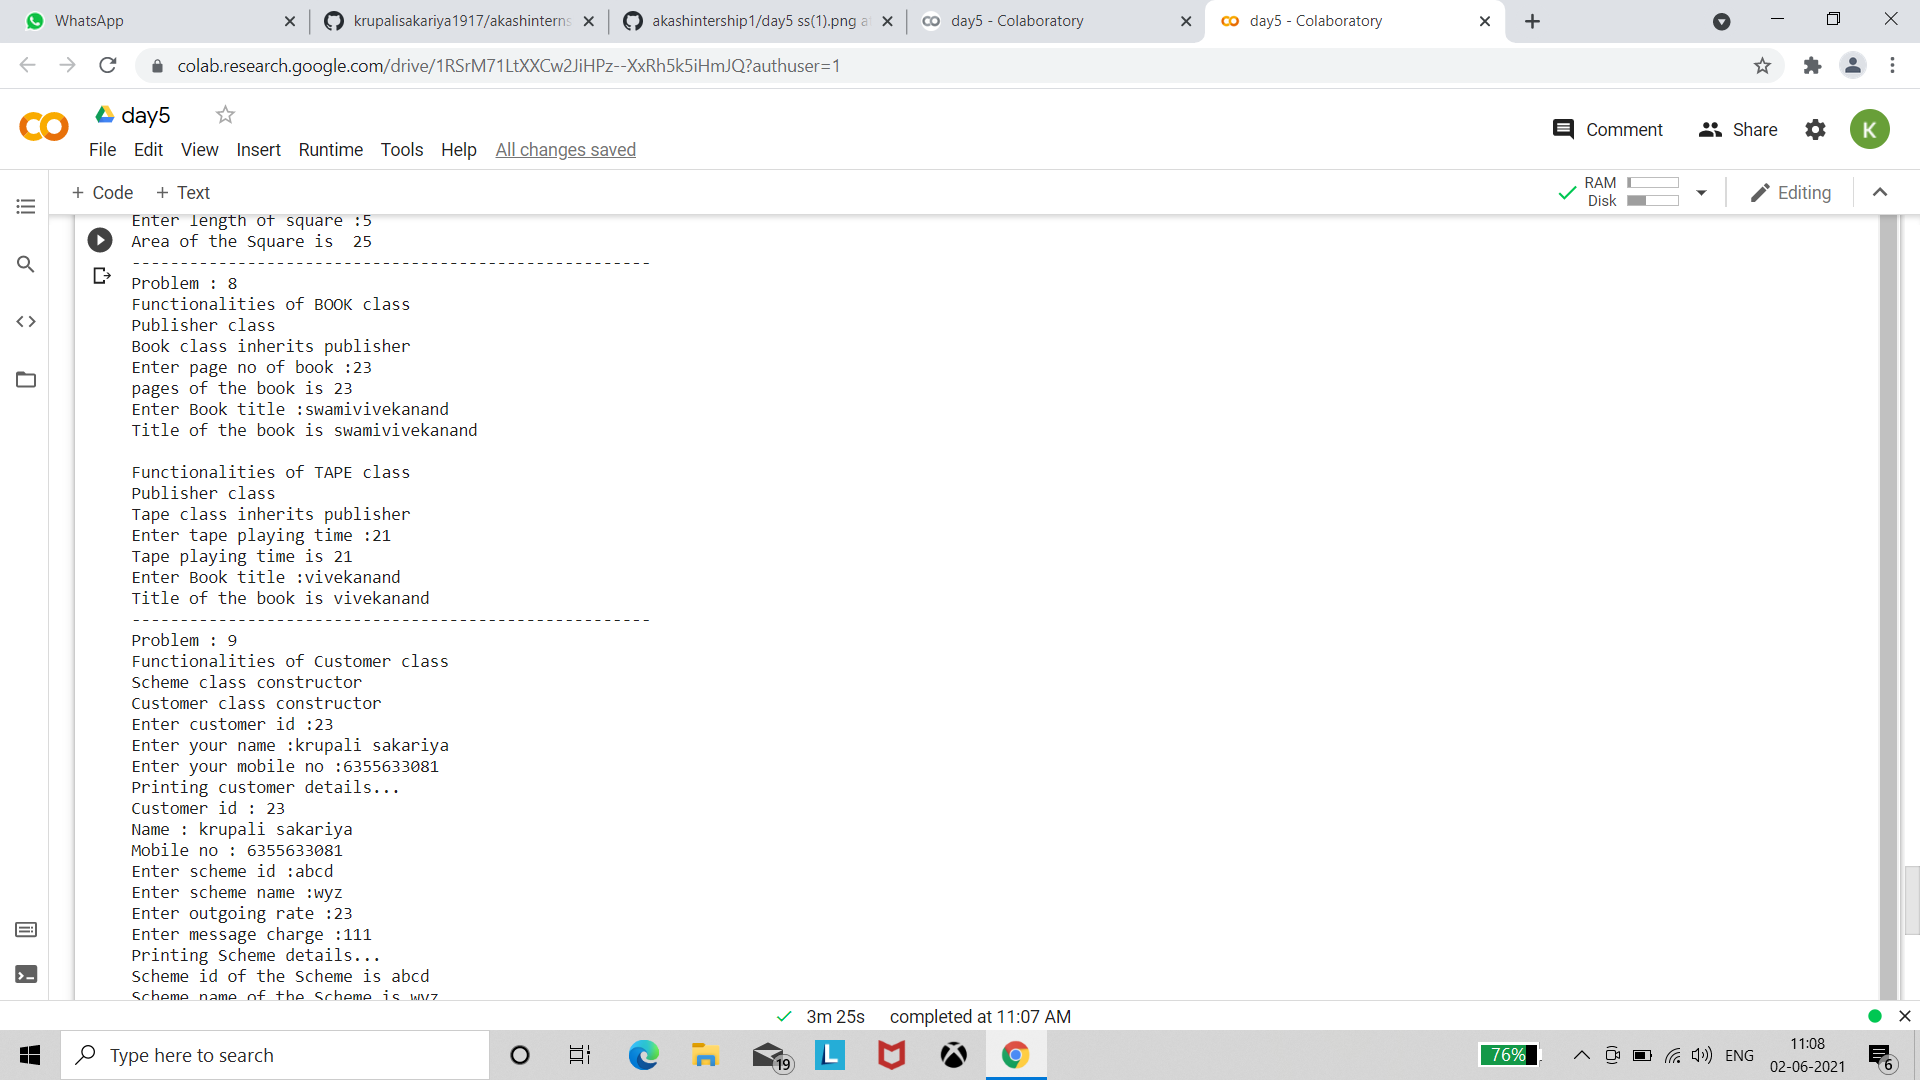 WhatsApp
krupalisakariya1917/akashinterns
akashintership1/day5 ss(1).png a
day5 - Colaboratory
day5 - Colaboratory
colab.research.google.com/drive/1RSrM71LtXXCw2JiHPz--XxRh5k5iHmJQ?authuser=1
day5
Comment
Share
K
File Edit View Insert Runtime Tools Help All changes saved
+ Code + Text
RAM
Disk
Editing
Enter length of square :5
Area of the Square is  25
------------------------------------------------------
Problem : 8
Functionalities of BOOK class
Publisher class
Book class inherits publisher
Enter page no of book :23
pages of the book is 23
Enter Book title :swamivivekanand
Title of the book is swamivivekanand
Functionalities of TAPE class
Publisher class
Tape class inherits publisher
Enter tape playing time :21
Tape playing time is 21
Enter Book title :vivekanand
Title of the book is vivekanand
------------------------------------------------------
Problem : 9
Functionalities of Customer class
Scheme class constructor
Customer class constructor
Enter customer id :23
Enter your name :krupali sakariya
Enter your mobile no :6355633081
Printing customer details...
Customer id : 23
Name : krupali sakariya
Mobile no : 6355633081
Enter scheme id :abcd
Enter scheme name :wyz
Enter outgoing rate :23
Enter message charge :111
Printing Scheme details...
Scheme id of the Scheme is abcd
Scheme name of the Scheme is wyz
3m 25s completed at 11:07 AM
Type here to search
19
L
76%
ENG
11:08
02-06-2021
6